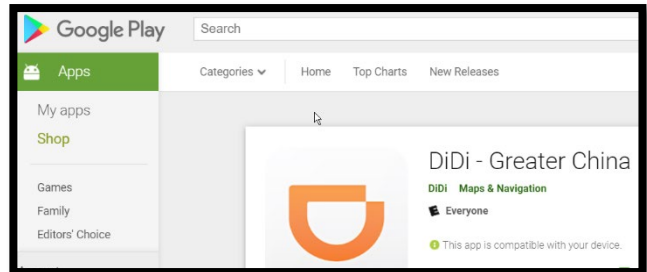 Google Play
Search
Apps
Categories
Home
Top Charts
New Releases
My apps
Shop
Games
Family
Editors' Choice
DiDi - Greater China
DiDi Maps & Navigation
E Everyone
This app is compatible with your device.